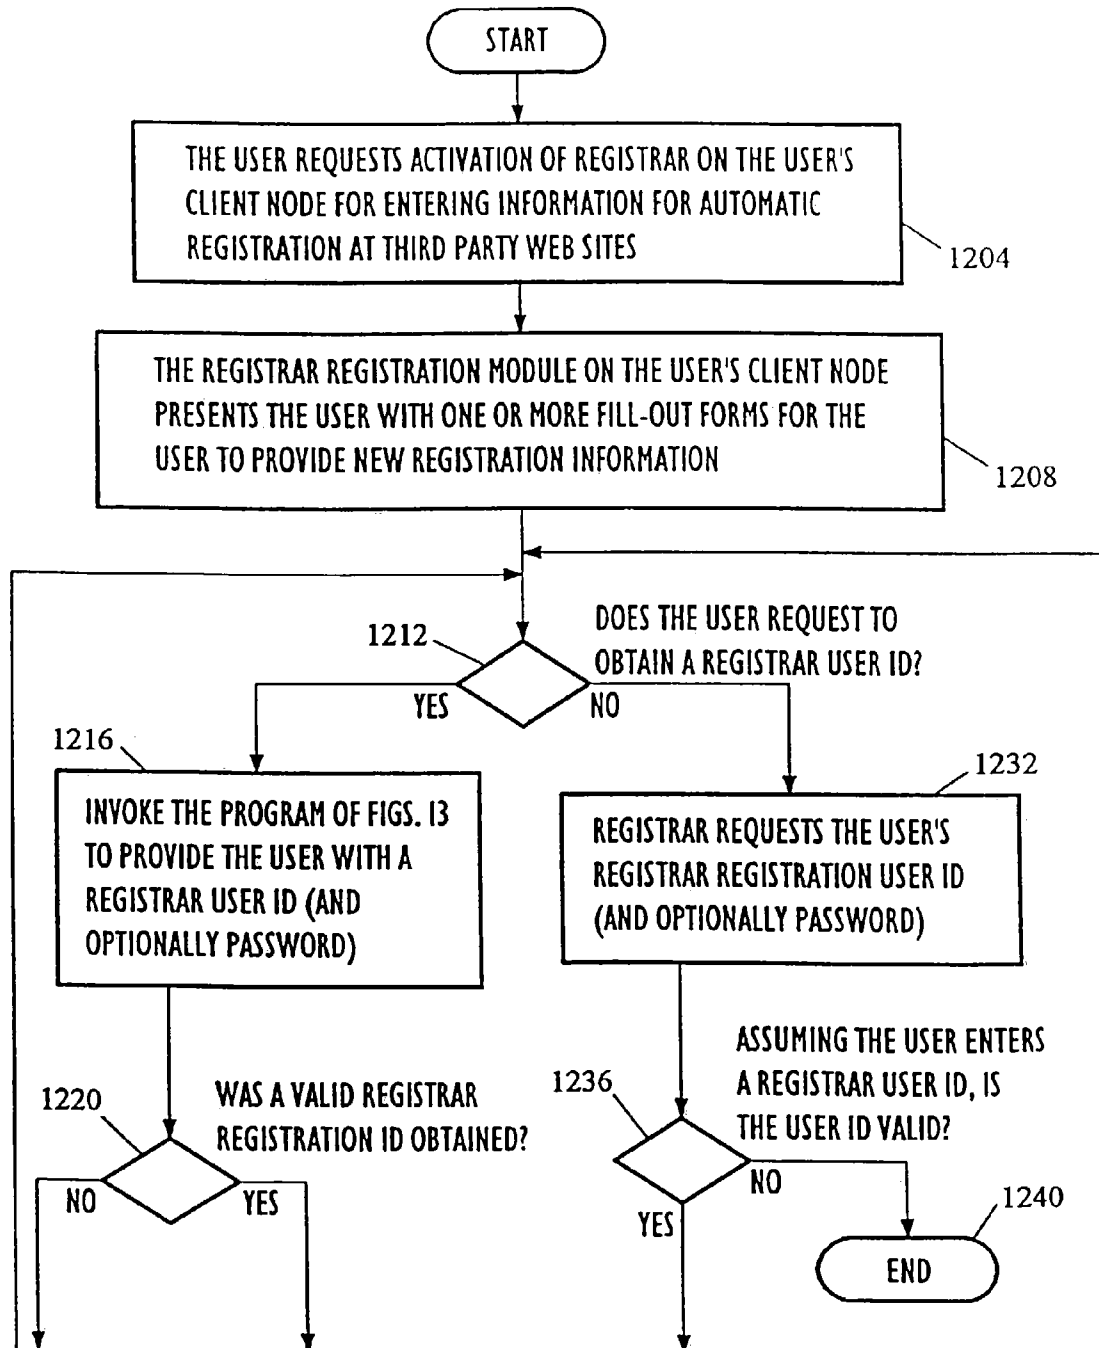 START
THE USER REQUESTS ACTIVATION OF REGISTRAR ON THE USER'S
CLIENT NODE FOR ENTERING INFORMATION FOR AUTOMATIC
REGISTRATION AT THIRD PARTY WEB SITES
1204
THE REGISTRAR REGISTRATION MODULE ON THE USER'S CLIENT NODE
PRESENTS THE USER WITH ONE OR MORE FILL-OUT FORMS FOR THE
USER TO PROVIDE NEW REGISTRATION INFORMATION
1208
1212
DOES THE USER REQUEST TO
OBTAIN A REGISTRAR USER ID?
YES
NO
1216
INVOKE THE PROGRAM OF FIGS. 13
TO PROVIDE THE USER WITH A
REGISTRAR USER ID (AND
OPTIONALLY PASSWORD)
1232
REGISTRAR REQUESTS THE USER'S
REGISTRAR REGISTRATION USER ID
(AND OPTIONALLY PASSWORD)
1220
WAS A VALID REGISTRAR
REGISTRATION ID OBTAINED?
NO
YES
1236
ASSUMING THE USER ENTERS
A REGISTRAR USER ID, IS
THE USER ID VALID?
NO
YES
1240
END